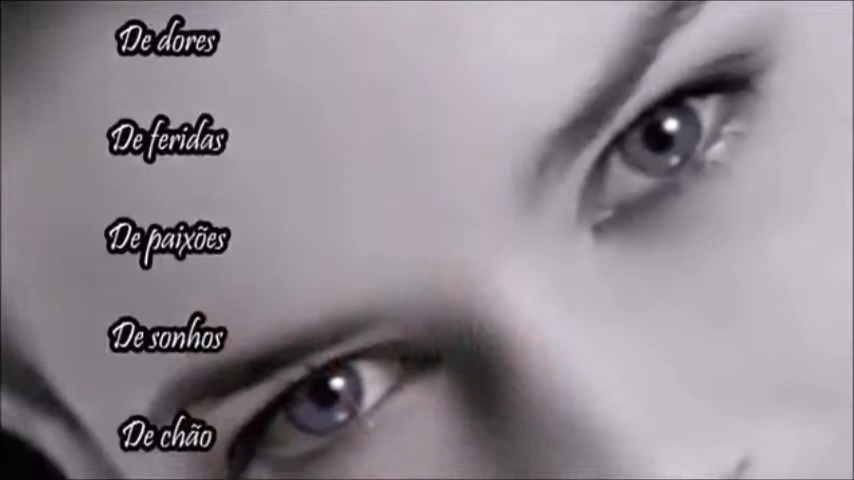 De dores
De feridas
De paixões
De sonhos
De chão